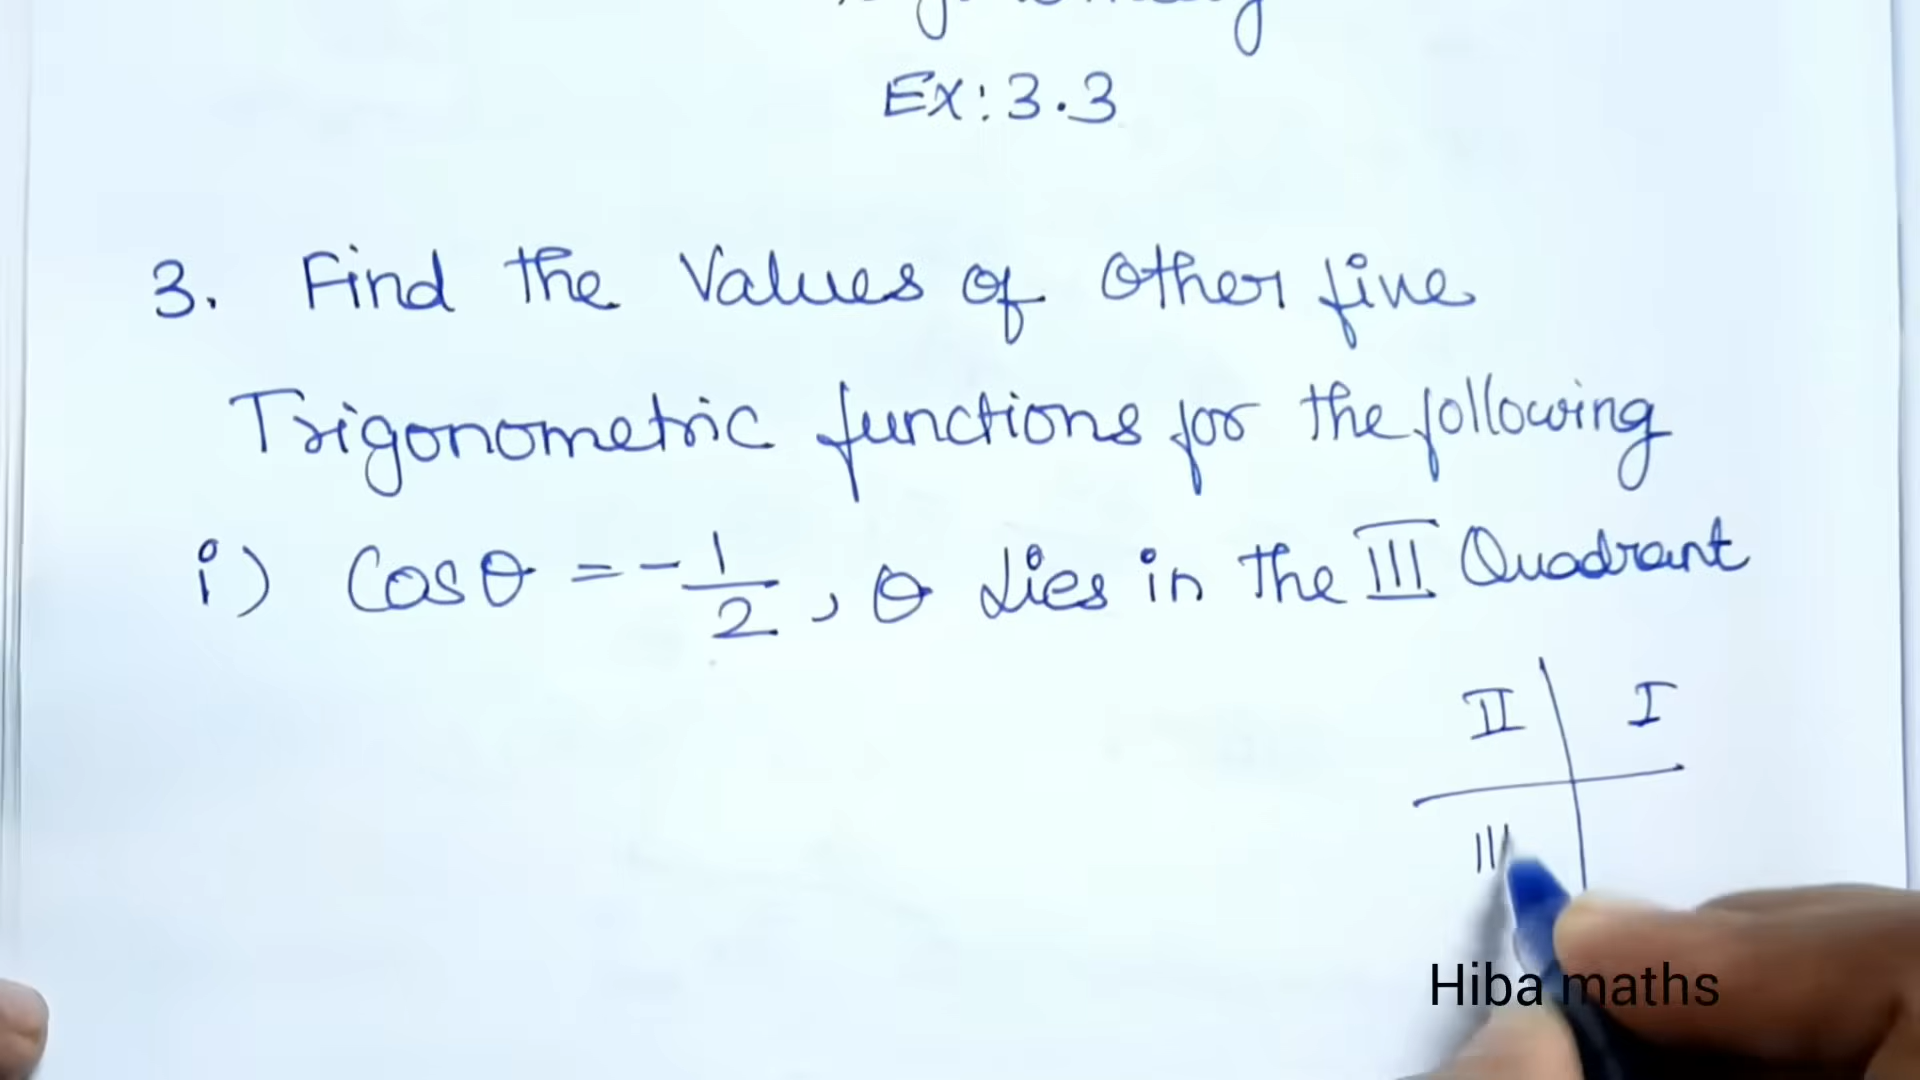 Ex: 3.3
3. Find the Values of Other five
Trigonometric functions for the following
i) Cosθ = -1/2, θ Lies in the III Quadrant
II I
III
Hiba maths